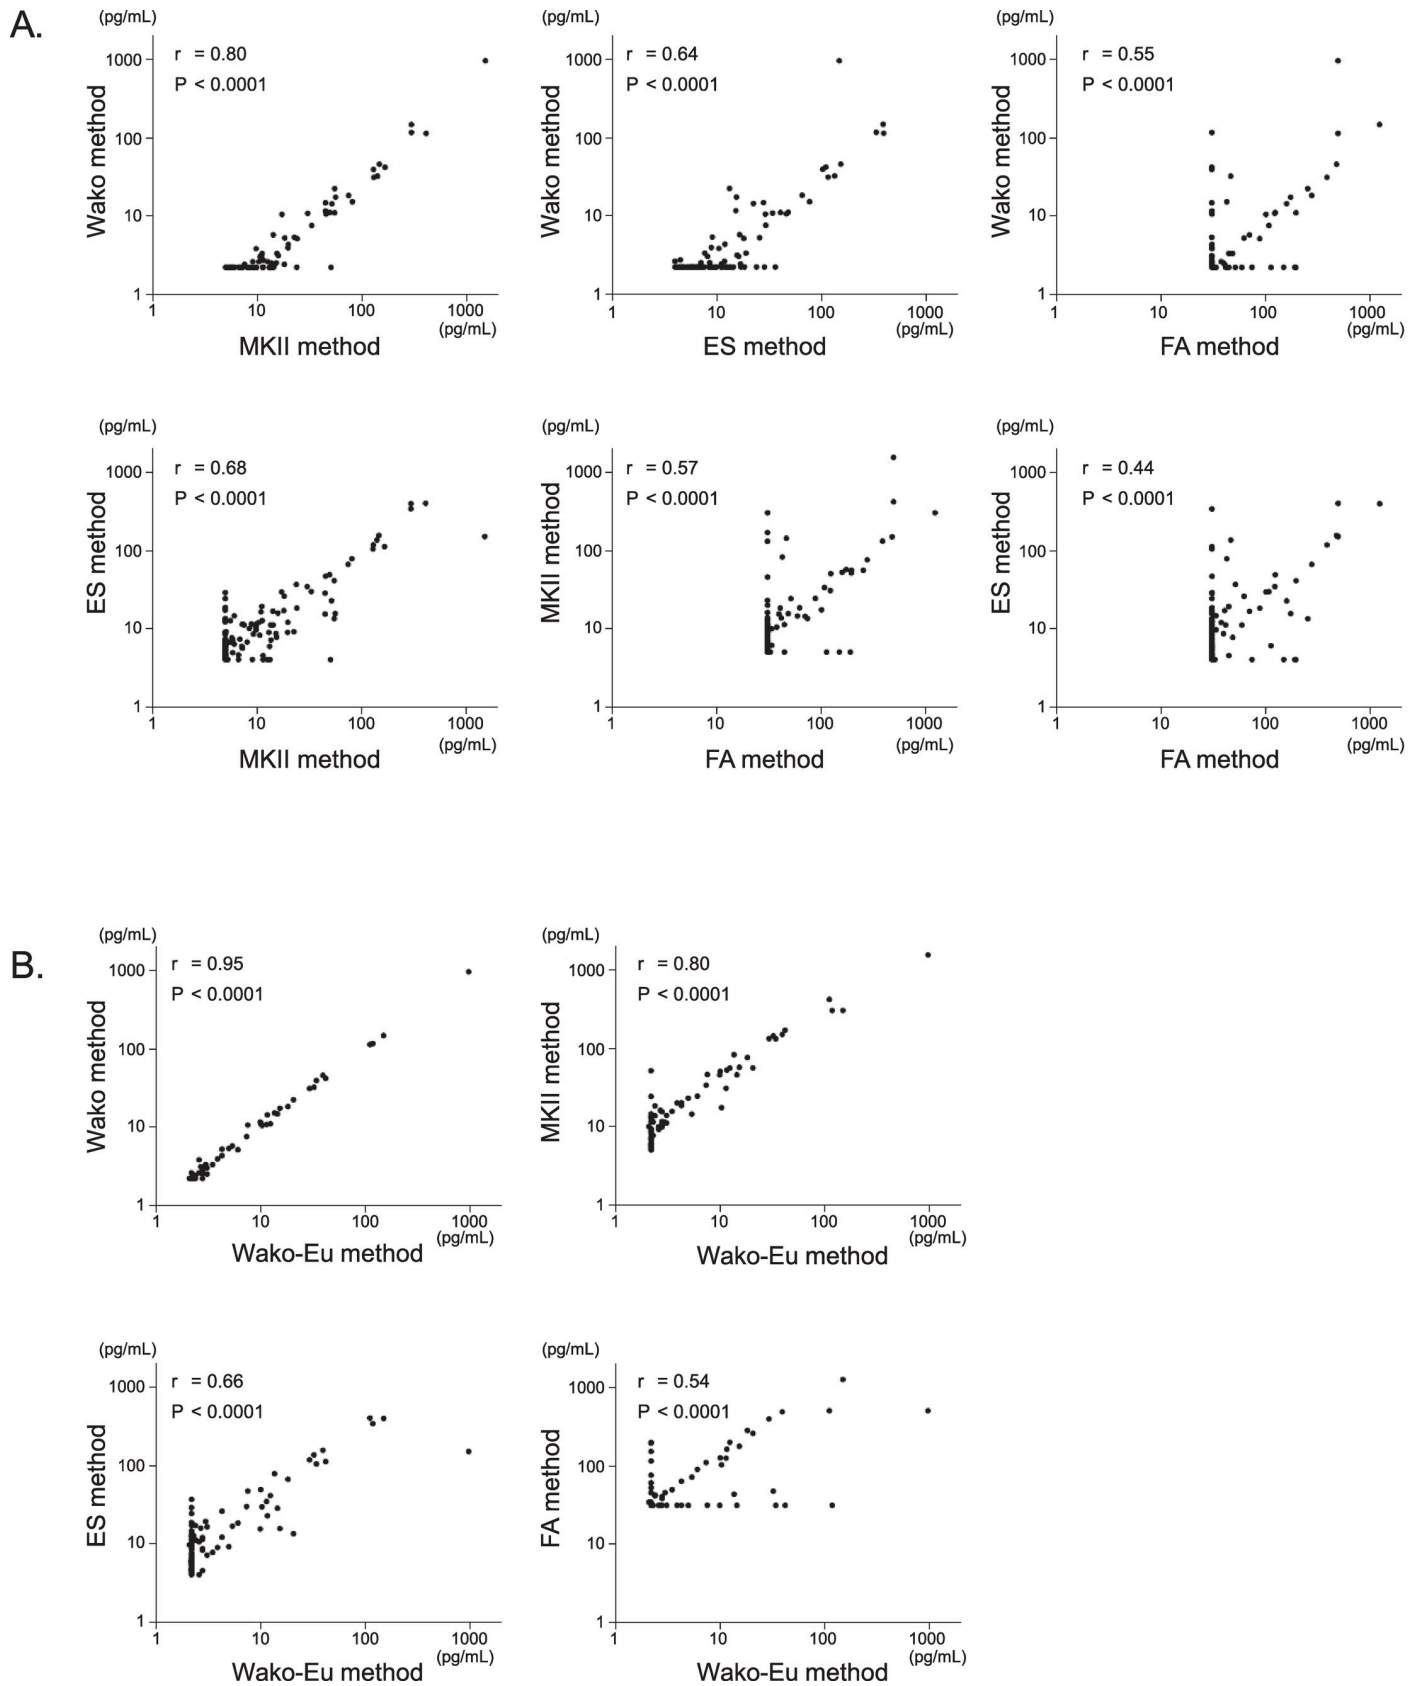 A.
(pg/mL)
r = 0.80
P < 0.0001
1000
100
10
1
Wako method
1 10 100 1000
(pg/mL)
MKII method
(pg/mL)
r = 0.64
P < 0.0001
1000
100
10
1
Wako method
1 10 100 1000
(pg/mL)
ES method
(pg/mL)
r = 0.55
P < 0.0001
1000
100
10
1
Wako method
1 10 100 1000
(pg/mL)
FA method
(pg/mL)
r = 0.68
P < 0.0001
1000
100
10
1
ES method
1 10 100 1000
(pg/mL)
MKII method
(pg/mL)
r = 0.57
P < 0.0001
1000
100
10
1
MKII method
1 10 100 1000
(pg/mL)
FA method
(pg/mL)
r = 0.44
P < 0.0001
1000
100
10
1
ES method
1 10 100 1000
(pg/mL)
FA method
B.
(pg/mL)
r = 0.95
P < 0.0001
1000
100
10
1
Wako method
1 10 100 1000
(pg/mL)
Wako-Eu method
(pg/mL)
r = 0.80
P < 0.0001
1000
100
10
1
MKII method
1 10 100 1000
(pg/mL)
Wako-Eu method
(pg/mL)
r = 0.66
P < 0.0001
1000
100
10
1
ES method
1 10 100 1000
(pg/mL)
Wako-Eu method
(pg/mL)
r = 0.54
P < 0.0001
1000
100
10
1
FA method
1 10 100 1000
(pg/mL)
Wako-Eu method